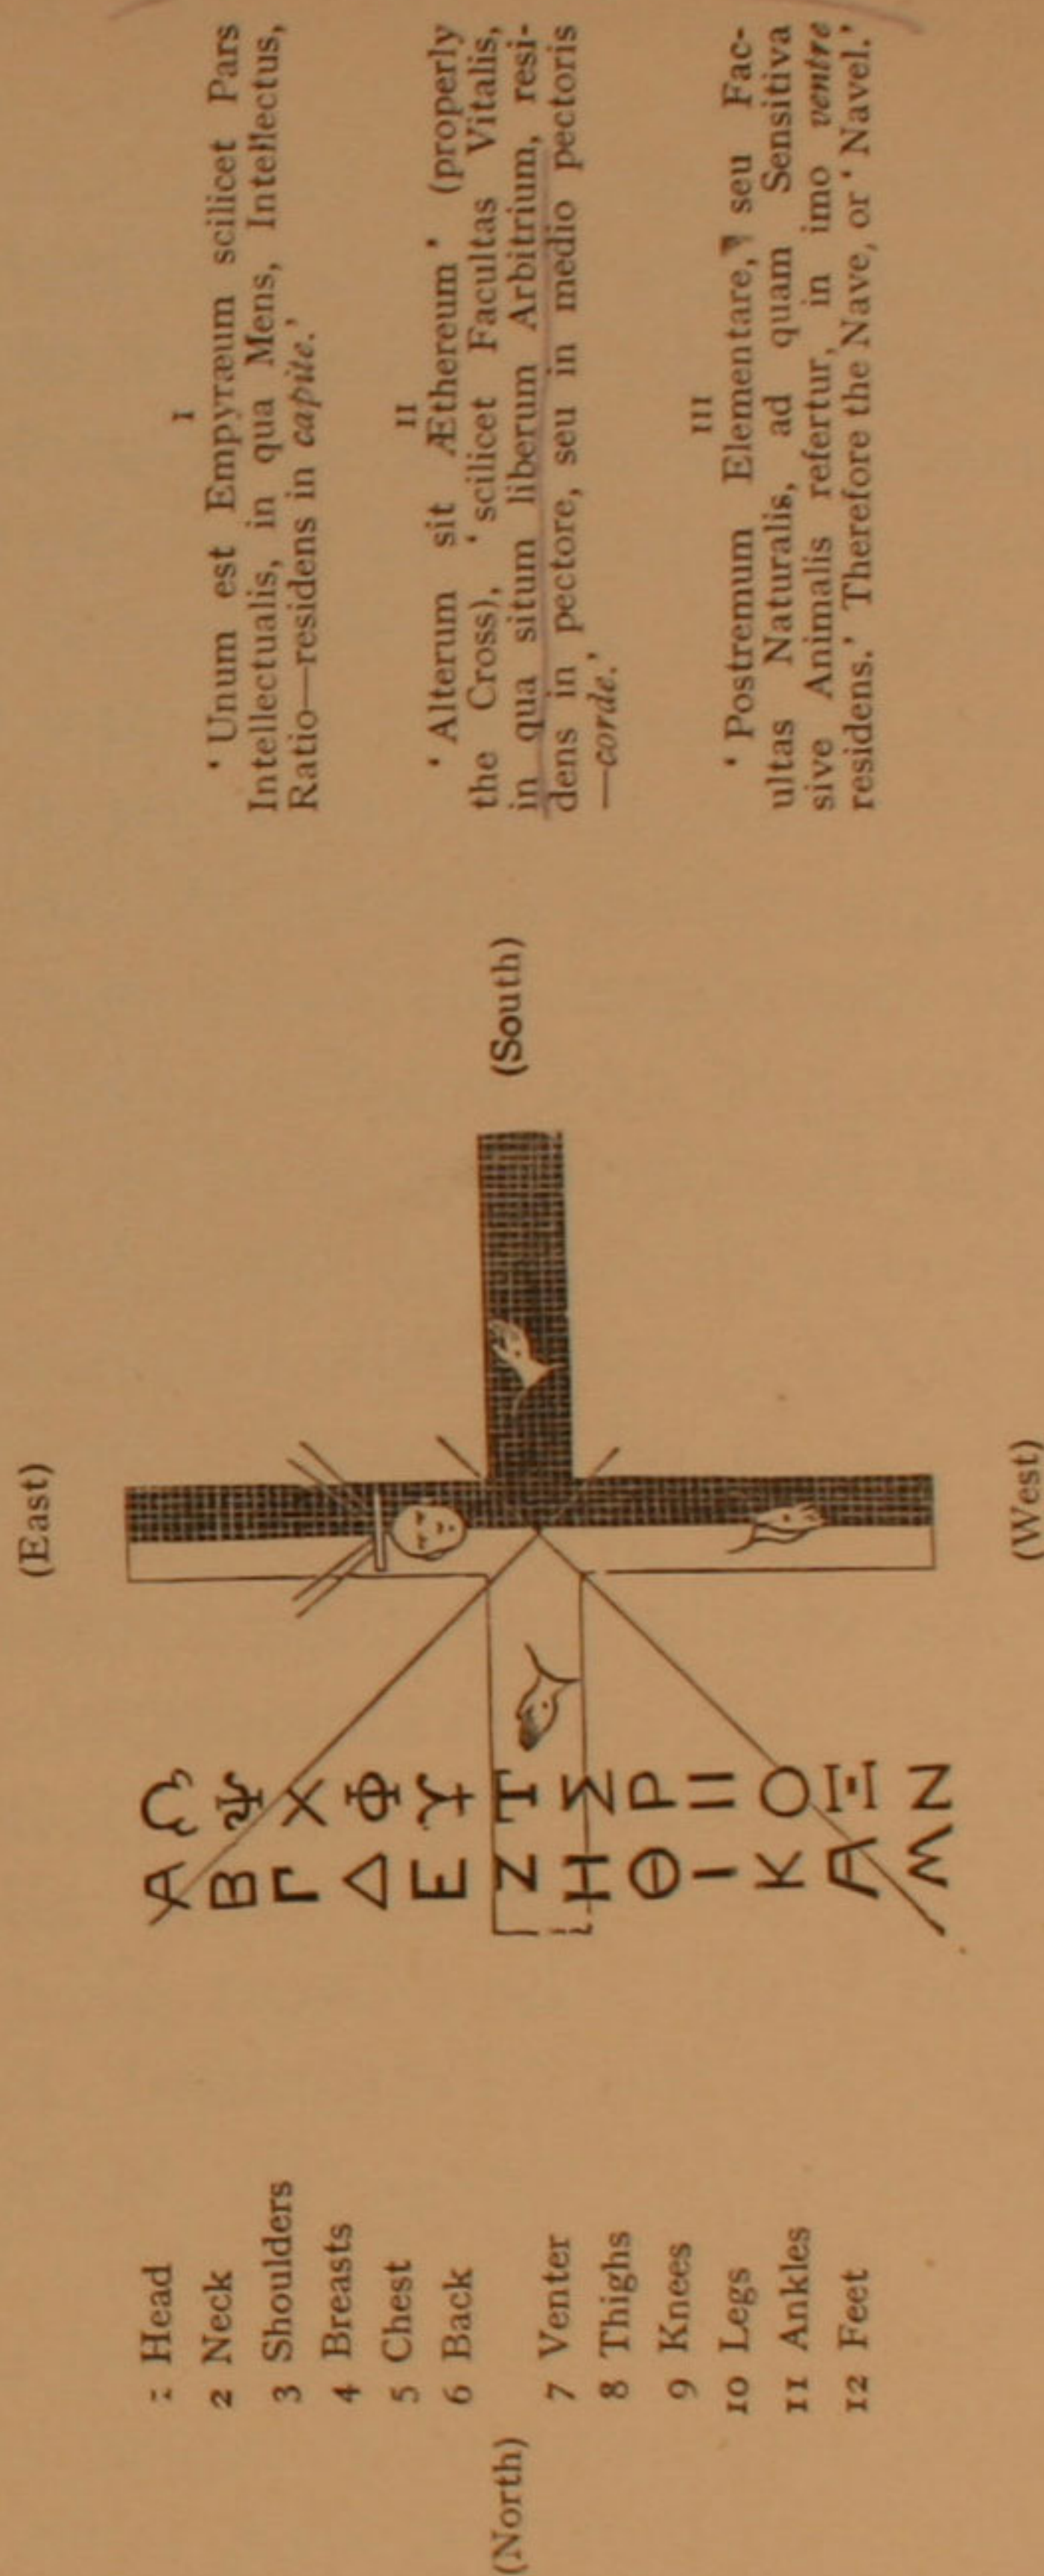 (East)
(North)
1 Head
2 Neck
3 Shoulders
4 Breasts
5 Chest
6 Back
7 Venter
8 Thighs
9 Knees
10 Legs
11 Ankles
12 Feet
Α Ω
Β Ψ
Γ Χ
Δ Φ
Ε Υ
Ζ Τ
Η Σ
Θ Ρ
Ι Π
Κ Ο
Λ Ξ
Μ Ν
(South)
I
‘ Unum est Empyræum scilicet Pars
Intellectualis, in qua Mens, Intellectus,
Ratio—residens in capite.’
II
‘ Alterum sit Æthereum ’ (properly
the Cross), ‘ scilicet Facultas Vitalis,
in qua situm liberum Arbitrium, resi-
dens in pectore, seu in medio pectoris
—corde.’
III
‘ Postremum Elementare,¶ seu Fac-
ultas Naturalis, ad quam Sensitiva
sive Animalis refertur, in imo ventre
residens.’ Therefore the Nave, or ‘ Navel.’
(West)